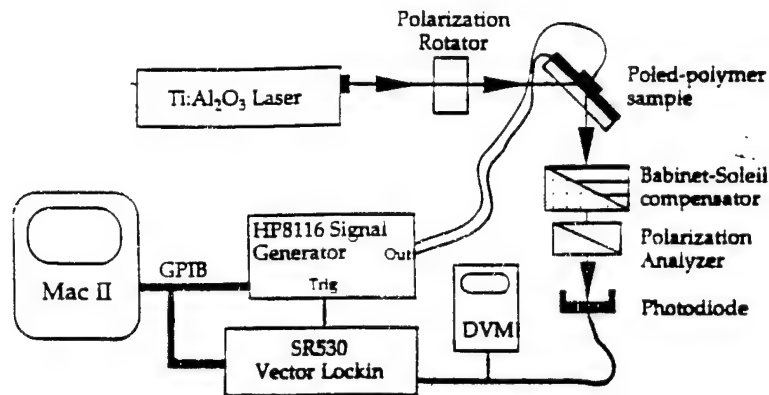 Polarization
Rotator
Ti:Al₂O₃ Laser
Poled-polymer
sample
Babinet-Soleil
compensator
Polarization
Analyzer
Photodiode
HP8116 Signal
Generator
Out
Trig
GPIB
Mac II
DVM
SR530
Vector Lockin